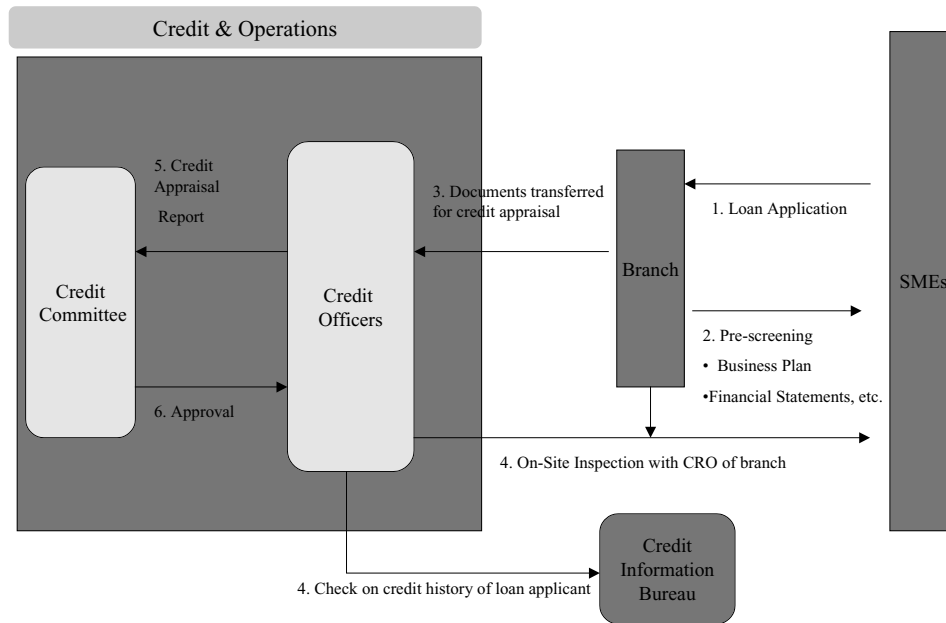 Credit & Operations
5. Credit
Appraisal
Report
Credit
Committee
6. Approval
Credit
Officers
3. Documents transferred
for credit appraisal
Branch
1. Loan Application
SMEs
2. Pre-screening
• Business Plan
•Financial Statements, etc.
4. On-Site Inspection with CRO of branch
4. Check on credit history of loan applicant
Credit
Information
Bureau